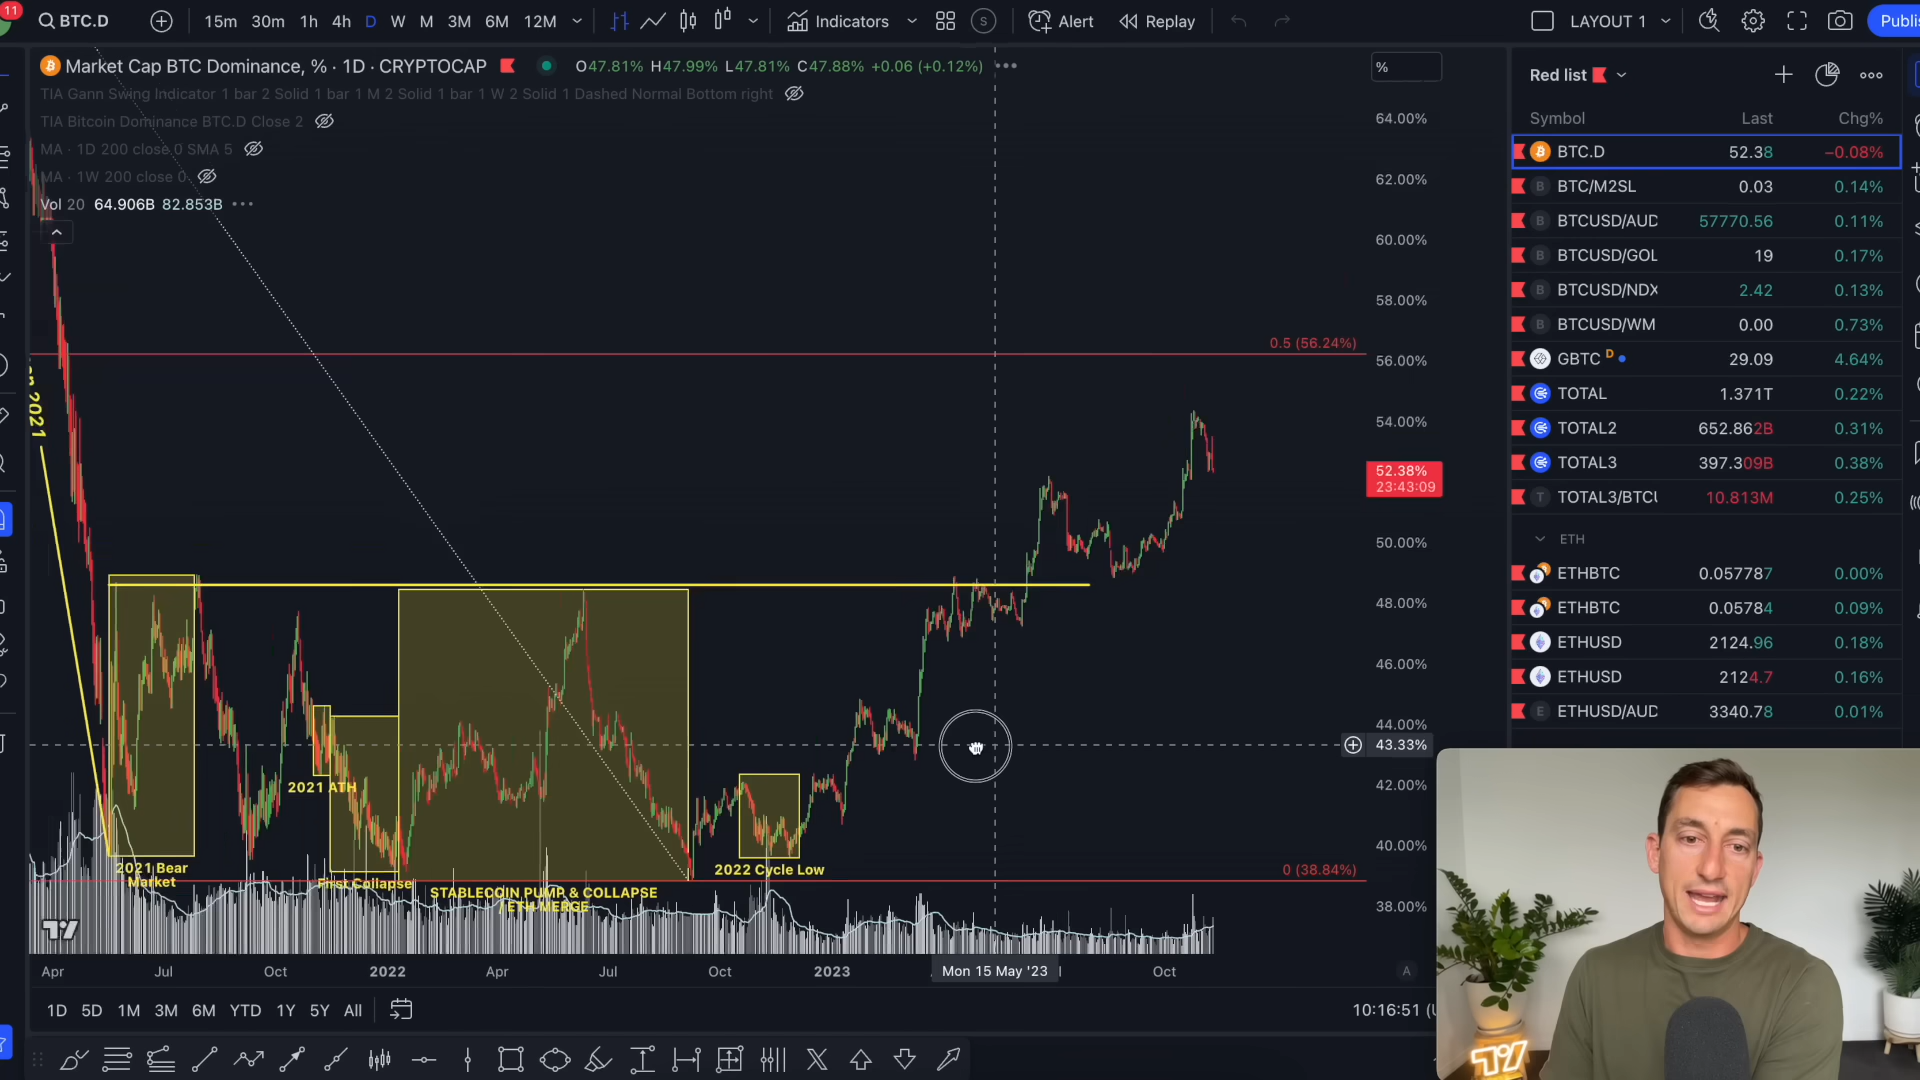 11
BTC.D
15m 30m 1h 4h D W M 3M 6M 12M
Indicators
S
Alert
Replay
LAYOUT 1
Publi
Market Cap BTC Dominance, % · 1D · CRYPTOCAP
O47.81% H47.99% L47.81% C47.88% +0.06 (+0.12%)
TIA Gann Swing Indicator 1 bar 2 Solid 1 bar 1 M 2 Solid 1 bar 1 W 2 Solid 1 Dashed Normal Bottom right
TIA Bitcoin Dominance BTC.D Close 2
MA · 1D 200 close 0 SMA 5
MA · 1W 200 close 0
Vol 20 64.906B 82.853B
%
64.00%
62.00%
60.00%
58.00%
56.00%
54.00%
52.38%
23:43:09
50.00%
48.00%
46.00%
44.00%
43.33%
42.00%
40.00%
38.00%
0.5 (56.24%)
0 (38.84%)
2021
2021 ATH
2021 Bear
Market
First Collapse
STABLECOIN PUMP & COLLAPSE
/ ETH MERGE
2022 Cycle Low
Apr Jul Oct 2022 Apr Jul Oct 2023 Mon 15 May '23 Oct
A
1D 5D 1M 3M 6M YTD 1Y 5Y All
10:16:51 (U
Red list
Symbol Last Chg%
BTC.D 52.38 −0.08%
BTC/M2SL 0.03 0.14%
BTCUSD/AUD 57770.56 0.11%
BTCUSD/GOL 19 0.17%
BTCUSD/NDX 2.42 0.13%
BTCUSD/WM 0.00 0.73%
GBTC D 29.09 4.64%
TOTAL 1.371T 0.22%
TOTAL2 652.862B 0.31%
TOTAL3 397.309B 0.38%
TOTAL3/BTCU 10.813M 0.25%
ETH
ETHBTC 0.057787 0.00%
ETHBTC 0.05784 0.09%
ETHUSD 2124.96 0.18%
ETHUSD 2124.7 0.16%
ETHUSD/AUD 3340.78 0.01%